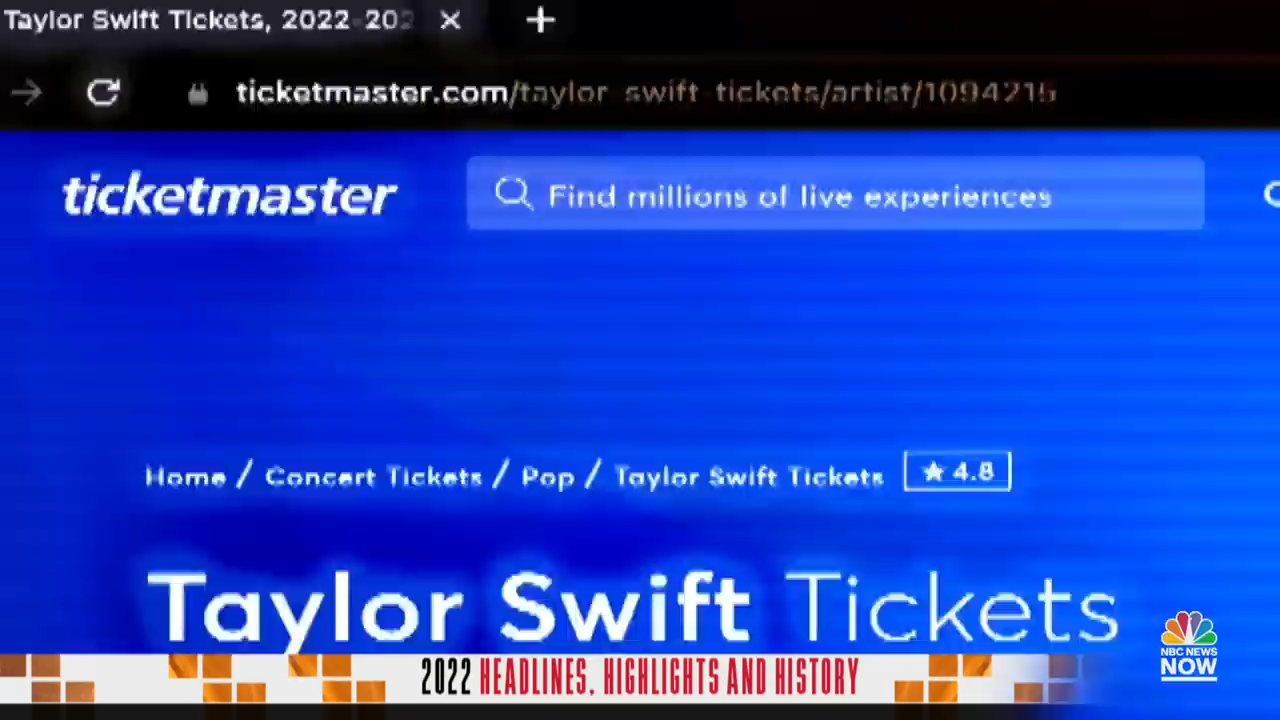 Taylor Swift Tickets, 2022-202
ticketmaster.com/taylor-swift-tickets/artist/1094215
ticketmaster
Find millions of live experiences
Home / Concert Tickets / Pop / Taylor Swift Tickets ★ 4.8
Taylor Swift Tickets
2022 HEADLINES, HIGHLIGHTS AND HISTORY
NBC NEWS
NOW